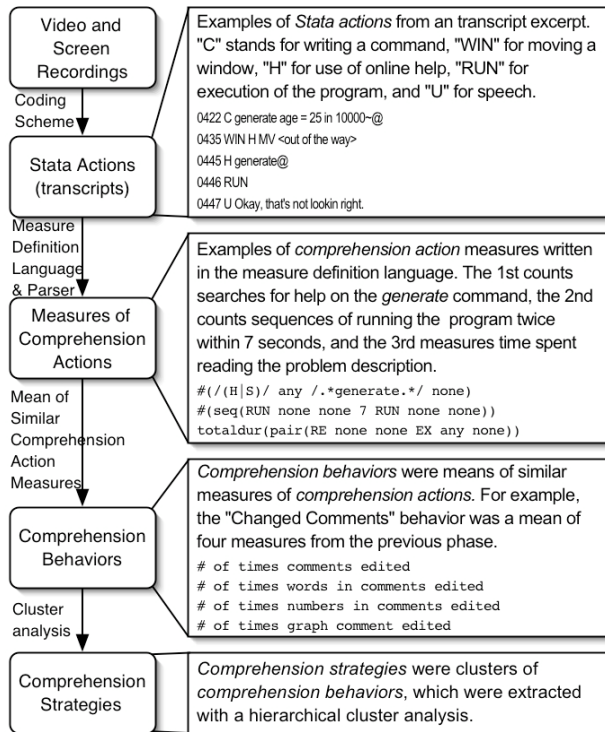 Video and
Screen
Recordings
Examples of Stata actions from an transcript excerpt.
"C" stands for writing a command, "WIN" for moving a
window, "H" for use of online help, "RUN" for
execution of the program, and "U" for speech.
0422 C generate age = 25 in 10000~@
0435 WIN H MV <out of the way>
0445 H generate@
0446 RUN
0447 U Okay, that's not lookin right.
Coding
Scheme
Stata Actions
(transcripts)
Measure
Definition
Language
& Parser
Examples of comprehension action measures written
in the measure definition language. The 1st counts
searches for help on the generate command, the 2nd
counts sequences of running the program twice
within 7 seconds, and the 3rd measures time spent
reading the problem description.
#(/(H|S)/ any /.*generate.*/ none)
#(seq(RUN none none 7 RUN none none))
totaldur(pair(RE none none EX any none))
Measures of
Comprehension
Actions
Mean of
Similar
Comprehension
Action
Measures
Comprehension behaviors were means of similar
measures of comprehension actions. For example,
the "Changed Comments" behavior was a mean of
four measures from the previous phase.
# of times comments edited
# of times words in comments edited
# of times numbers in comments edited
# of times graph comment edited
Comprehension
Behaviors
Cluster
analysis
Comprehension
Strategies
Comprehension strategies were clusters of
comprehension behaviors, which were extracted
with a hierarchical cluster analysis.